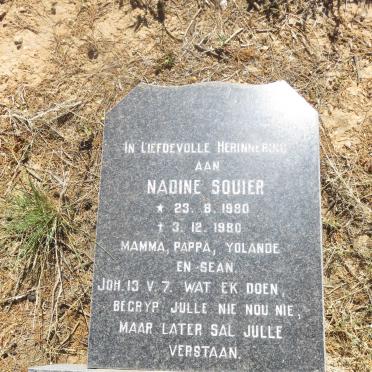 IN LIEFDEVOLLE HERINNERING
AAN
NADINE SQUIER
★ 23. 8. 1980
† 3. 12. 1980
MAMMA, PAPPA, YOLANDE
EN SEAN.
JOH. 13 V. 7. WAT EK DOEN,
BEGRYP JULLE NIE NOU NIE,
MAAR LATER SAL JULLE
VERSTAAN.